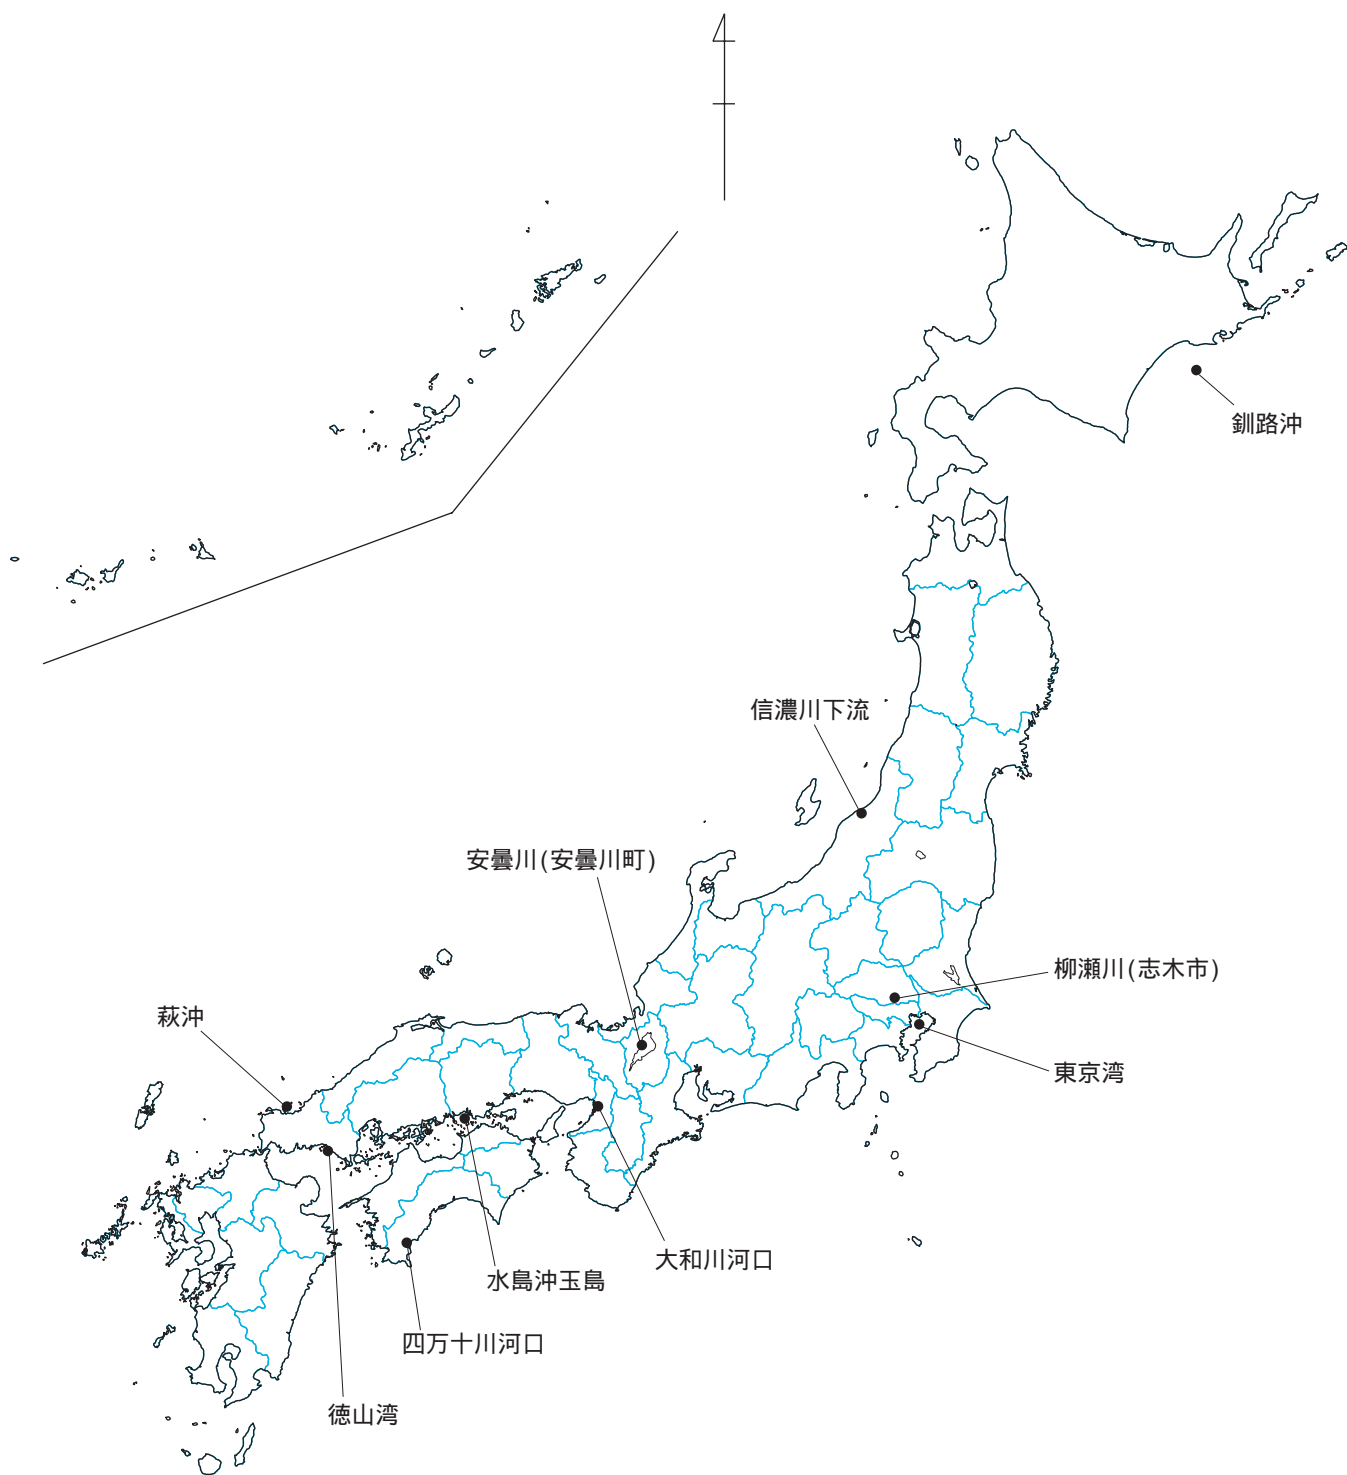 釧路沖
信濃川下流
安曇川(安曇川町)
柳瀬川(志木市)
萩沖
東京湾
大和川河口
水島沖玉島
四万十川河口
徳山湾